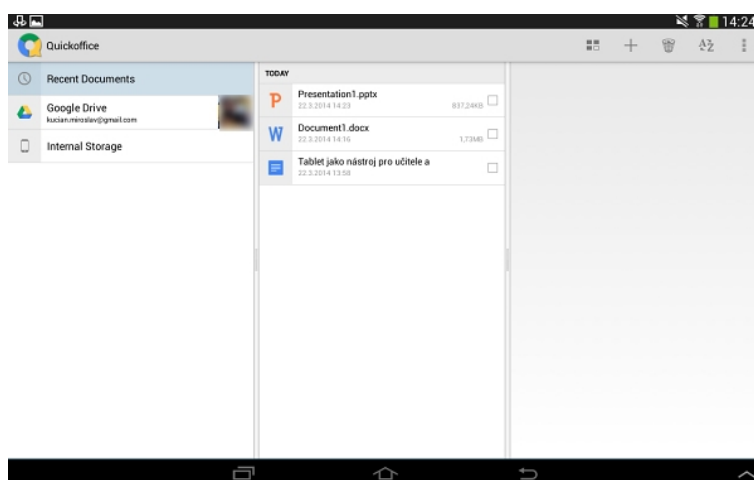 14:24
Quickoffice
Recent Documents
Google Drive
kucian.miroslav@gmail.com
Internal Storage
TODAY
Presentation1.pptx
22.3.2014 14:23 837,24KB
Document1.docx
22.3.2014 14:16 1,73MB
Tablet jako nástroj pro učitele a
22.3.2014 13:58